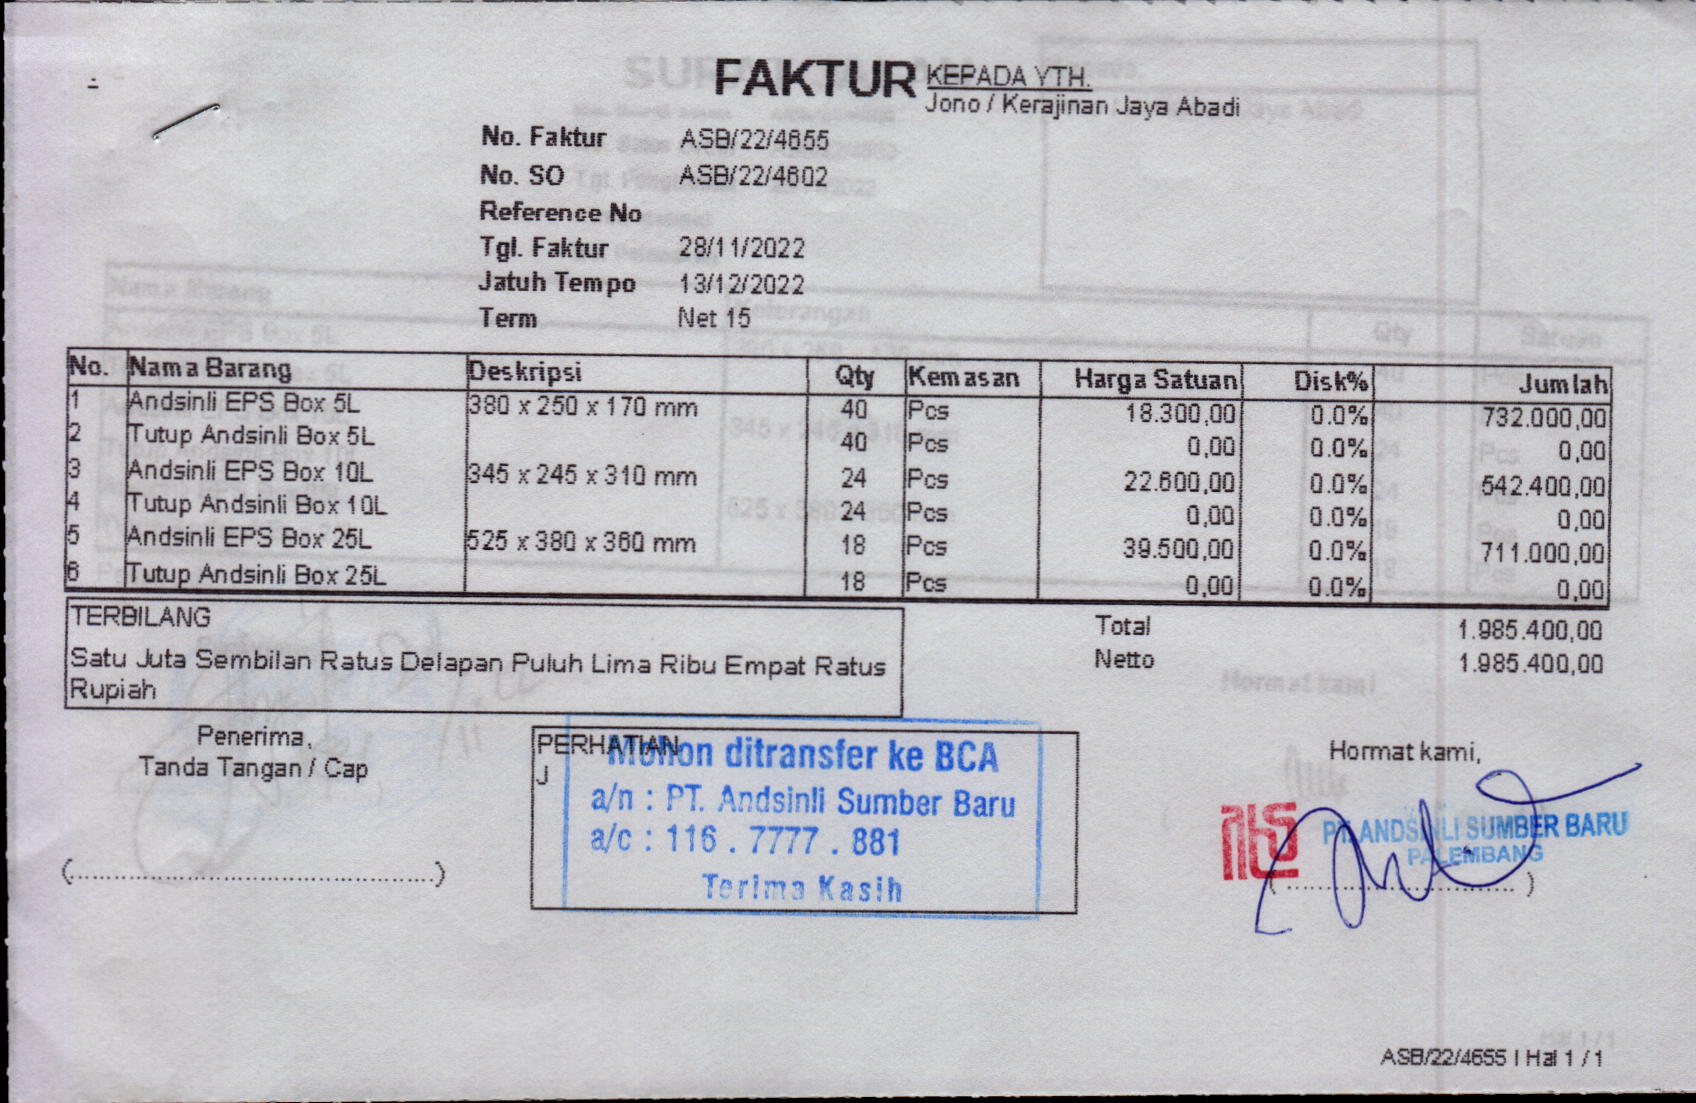 FAKTUR
KEPADA YTH.
Jono / Kerajinan Jaya Abadi
No. Faktur ASB/22/4655
No. SO ASB/22/4602
Reference No
Tgl. Faktur 28/11/2022
Jatuh Tempo 13/12/2022
Term Net 15
No. Nama Barang Deskripsi Qty Kemasan Harga Satuan Disk% Jumlah
1 Andsinli EPS Box 5L 380 x 250 x 170 mm 40 Pcs 18.300,00 0.0% 732.000,00
2 Tutup Andsinli Box 5L 40 Pcs 0,00 0.0% 0,00
3 Andsinli EPS Box 10L 345 x 245 x 310 mm 24 Pcs 22.600,00 0.0% 542.400,00
4 Tutup Andsinli Box 10L 24 Pcs 0,00 0.0% 0,00
5 Andsinli EPS Box 25L 525 x 380 x 360 mm 18 Pcs 39.500,00 0.0% 711.000,00
6 Tutup Andsinli Box 25L 18 Pcs 0,00 0.0% 0,00
TERBILANG
Satu Juta Sembilan Ratus Delapan Puluh Lima Ribu Empat Ratus
Rupiah
Total 1.985.400,00
Netto 1.985.400,00
Penerima,
Tanda Tangan / Cap
(................................................)
PERHATIAN
J
Mohon ditransfer ke BCA
a/n : PT. Andsinli Sumber Baru
a/c : 116 . 7777 . 881
Terima Kasih
Hormat kami,
PT. ANDSINLI SUMBER BARU
PALEMBANG
(..............................)
ASB/22/4655 | Hal 1 / 1